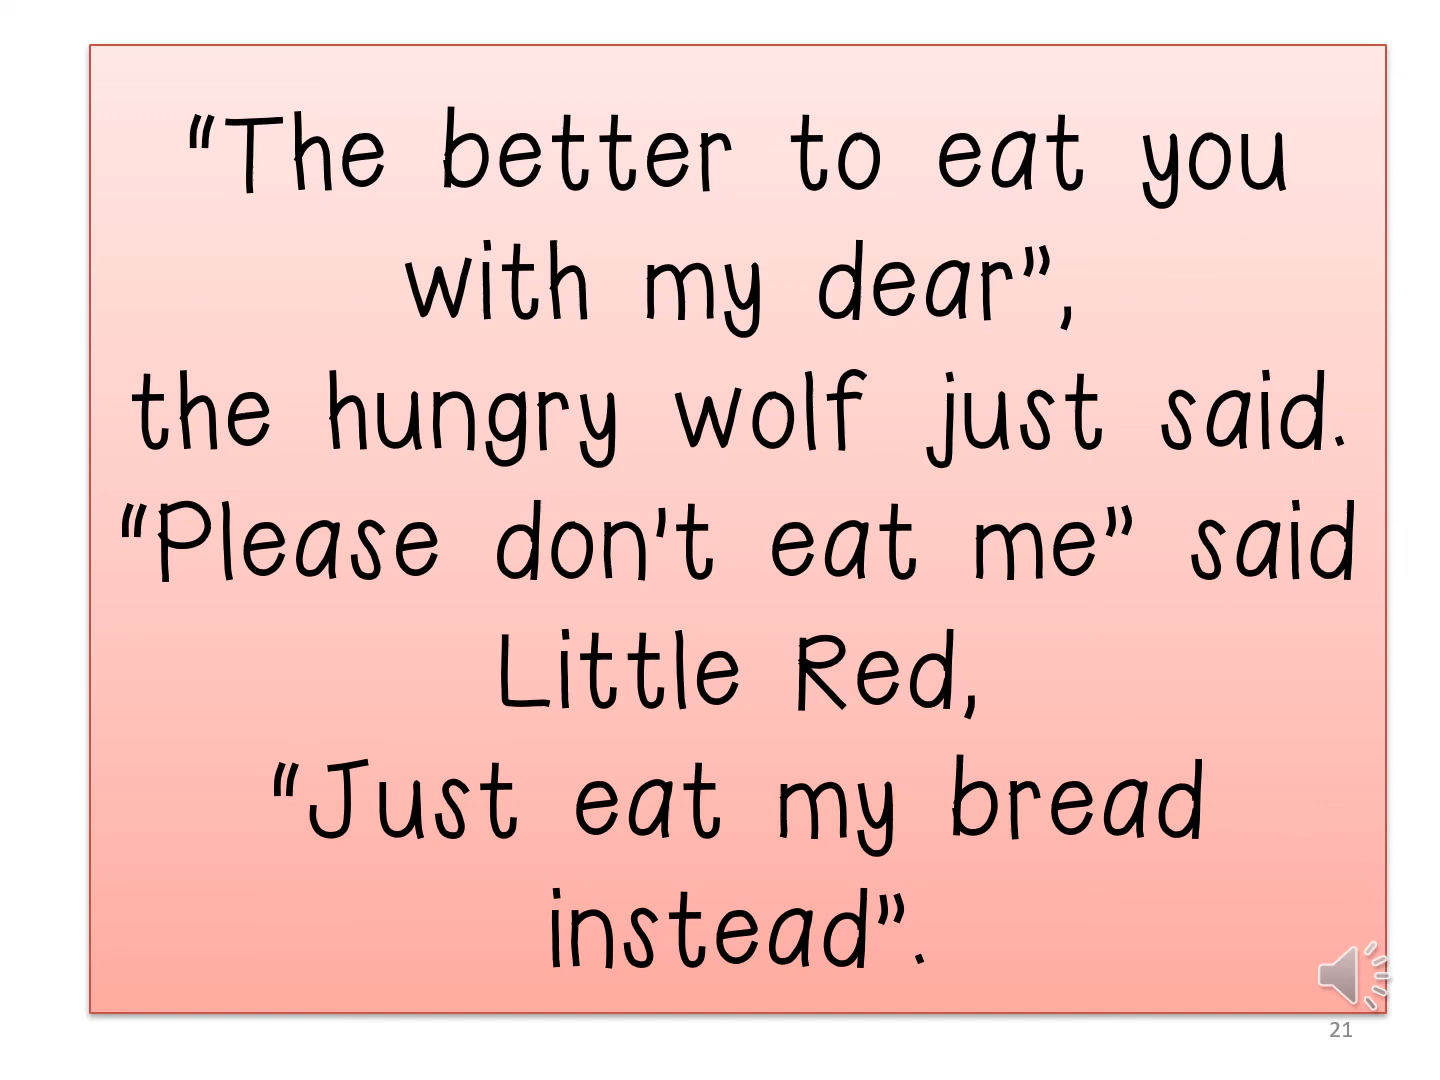 “The better to eat you
with my dear”,
the hungry wolf just said.
“Please don't eat me” said
Little Red,
“Just eat my bread
instead”.
21